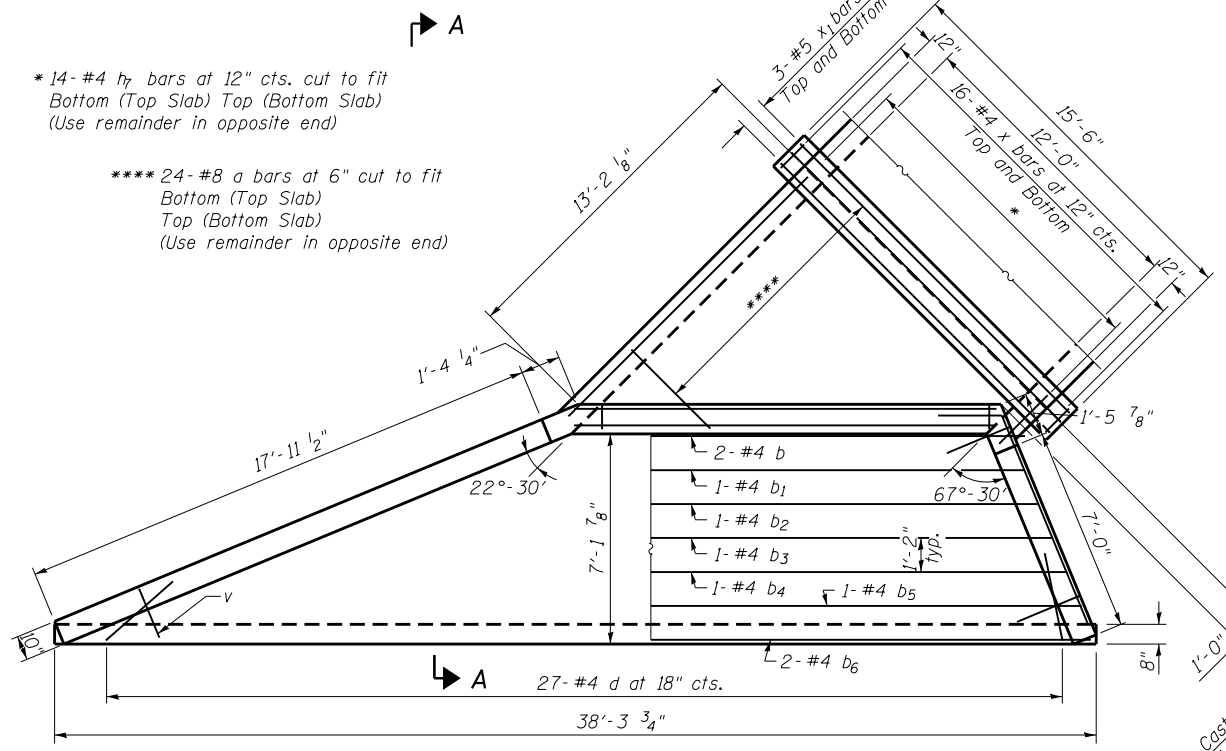 A
* 14-#4 h7 bars at 12" cts. cut to fit
Bottom (Top Slab) Top (Bottom Slab)
(Use remainder in opposite end)
**** 24-#8 a bars at 6" cut to fit
Bottom (Top Slab)
Top (Bottom Slab)
(Use remainder in opposite end)
3-#5 x1 bars
Top and Bottom
12"
15'-6"
12'-0"
16-#4 x bars at 12" cts.
Top and Bottom
*
12"
13'-2 1/8"
****
1'-4 1/4"
17'-11 1/2"
22°-30'
1'-5 7/8"
2-#4 b
1-#4 b1
67°-30'
1-#4 b2
7'-1 7/8"
1-#4 b3
1'-2"
typ.
7'-0"
1-#4 b4
1-#4 b5
v
10"
2-#4 b6
8"
1'-0"
A
27-#4 d at 18" cts.
38'-3 3/4"
Cast